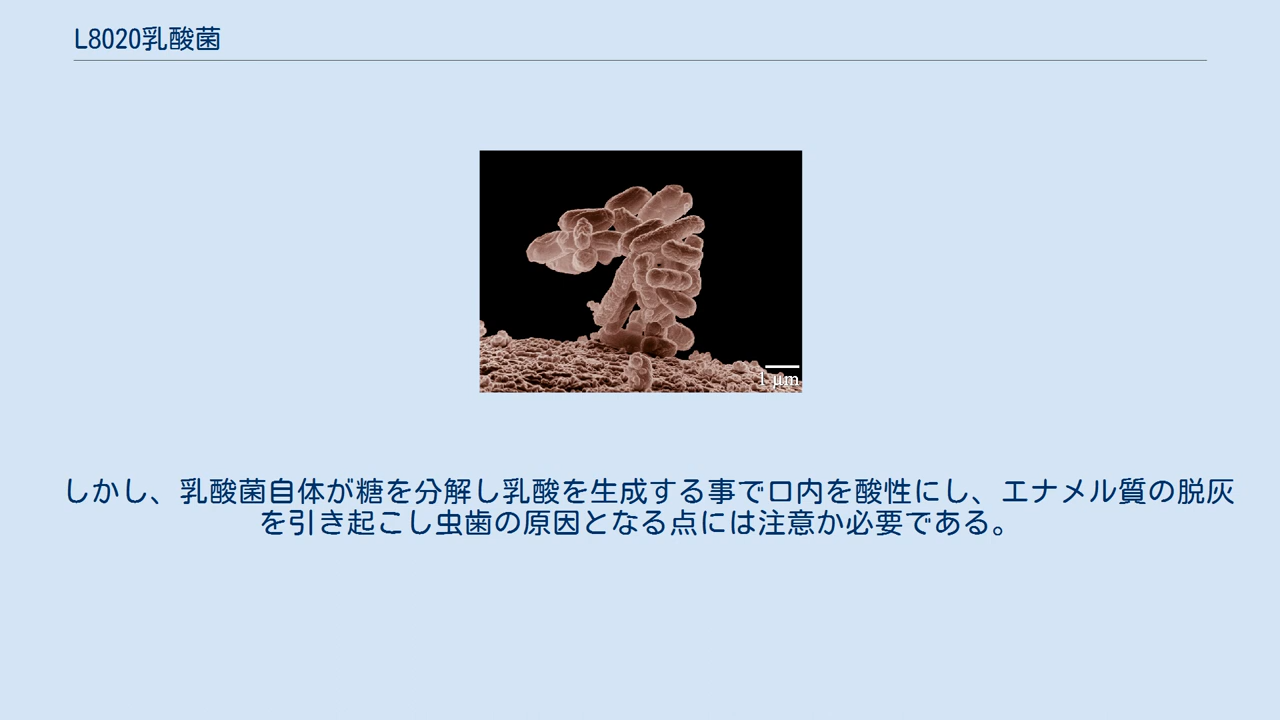 L8020乳酸菌
1 μm
しかし、乳酸菌自体が糖を分解し乳酸を生成する事で口内を酸性にし、エナメル質の脱灰
を引き起こし虫歯の原因となる点には注意か必要である。